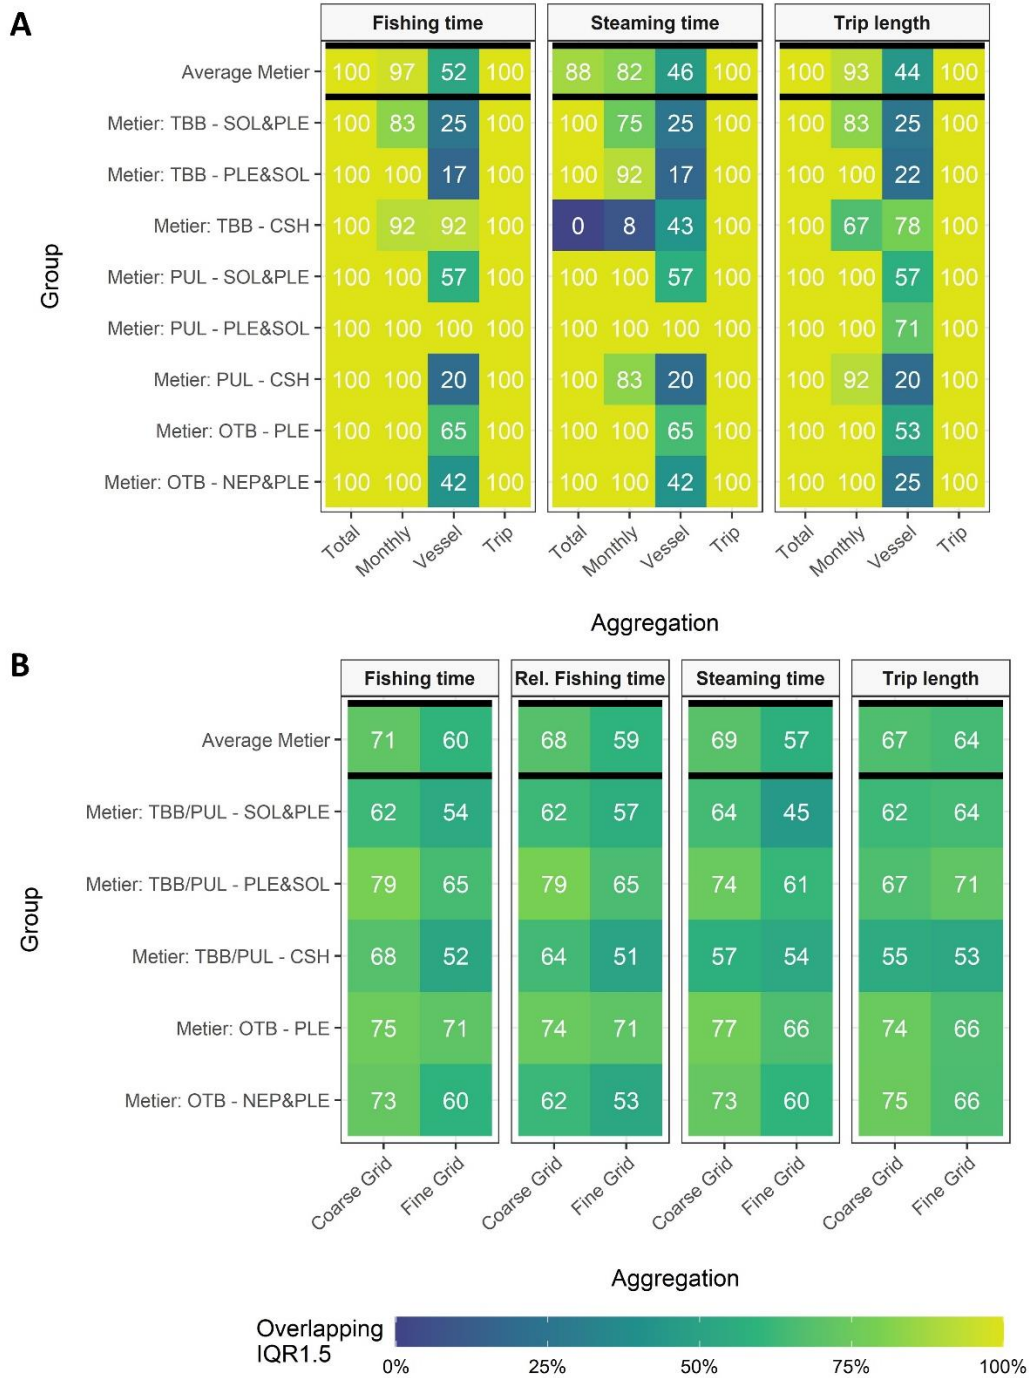 A
Fishing time Steaming time Trip length
Average Metier 100 97 52 100 88 82 46 100 100 93 44 100
Metier: TBB - SOL&PLE 100 83 25 100 100 75 25 100 100 83 25 100
Metier: TBB - PLE&SOL 100 100 17 100 100 92 17 100 100 100 22 100
Metier: TBB - CSH 100 92 92 100 0 8 43 100 100 67 78 100
Metier: PUL - SOL&PLE 100 100 57 100 100 100 57 100 100 100 57 100
Metier: PUL - PLE&SOL 100 100 100 100 100 100 100 100 100 100 71 100
Metier: PUL - CSH 100 100 20 100 100 83 20 100 100 92 20 100
Metier: OTB - PLE 100 100 65 100 100 100 65 100 100 100 53 100
Metier: OTB - NEP&PLE 100 100 42 100 100 100 42 100 100 100 25 100
Group
Total Monthly Vessel Trip Total Monthly Vessel Trip Total Monthly Vessel Trip
Aggregation
B
Fishing time Rel. Fishing time Steaming time Trip length
Average Metier 71 60 68 59 69 57 67 64
Metier: TBB/PUL - SOL&PLE 62 54 62 57 64 45 62 64
Metier: TBB/PUL - PLE&SOL 79 65 79 65 74 61 67 71
Metier: TBB/PUL - CSH 68 52 64 51 57 54 55 53
Metier: OTB - PLE 75 71 74 71 77 66 74 66
Metier: OTB - NEP&PLE 73 60 62 53 73 60 75 66
Group
Coarse Grid Fine Grid Coarse Grid Fine Grid Coarse Grid Fine Grid Coarse Grid Fine Grid
Aggregation
Overlapping
IQR1.5
0% 25% 50% 75% 100%